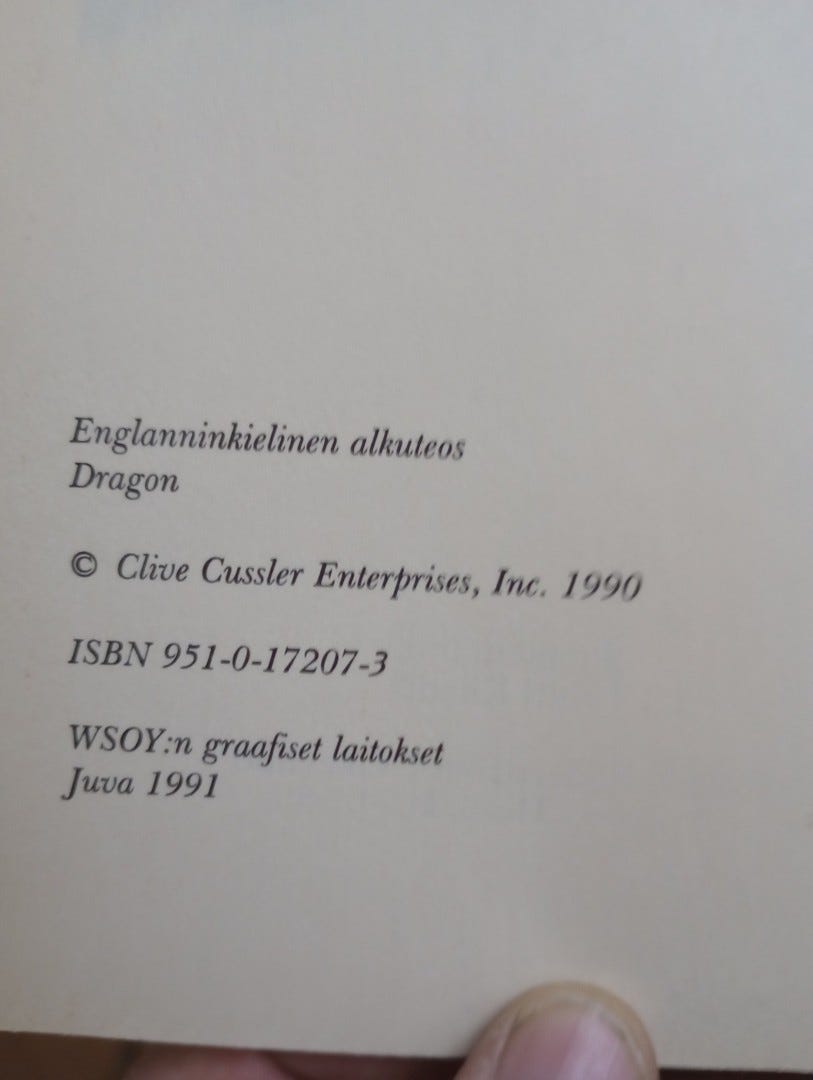 Englanninkielinen alkuteos
Dragon
© Clive Cussler Enterprises, Inc. 1990
ISBN 951-0-17207-3
WSOY:n graafiset laitokset
Juva 1991